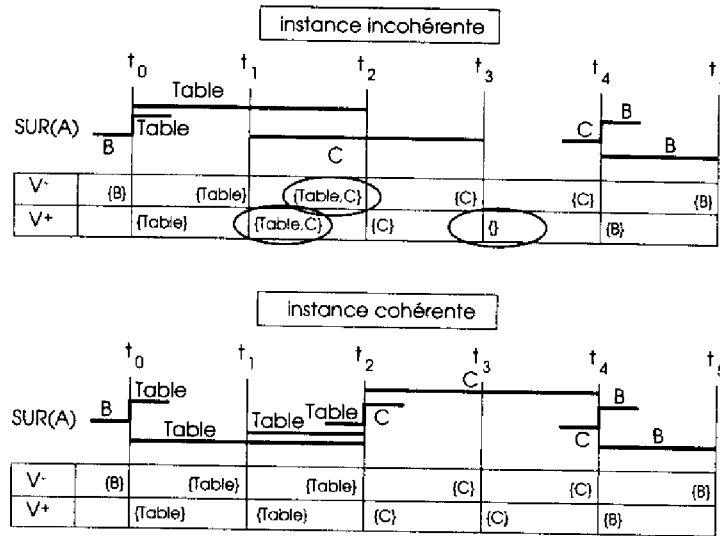 instance incohérente
t0 t1 t2 t3 t4 t
Table
SUR(A) B Table C C B B
V- {B} {Table} {Table,C} {C} {C} {B}
V+ {Table} {Table,C} {C} {} {B}
instance cohérente
t0 t1 t2 t3 t4 t5
C
SUR(A) B Table Table Table Table C C B B
V- {B} {Table} {Table} {C} {C} {B}
V+ {Table} {Table} {C} {C} {B}